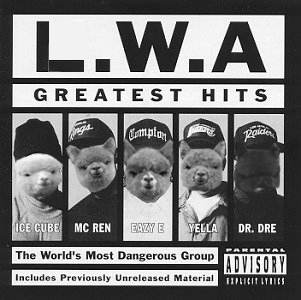 L.W.A
GREATEST HITS
Kings
Compton
Raiders
ICE CUBE MC REN EAZY E YELLA DR. DRE
The World's Most Dangerous Group
Includes Previously Unreleased Material
PARENTAL
ADVISORY
EXPLICIT LYRICS